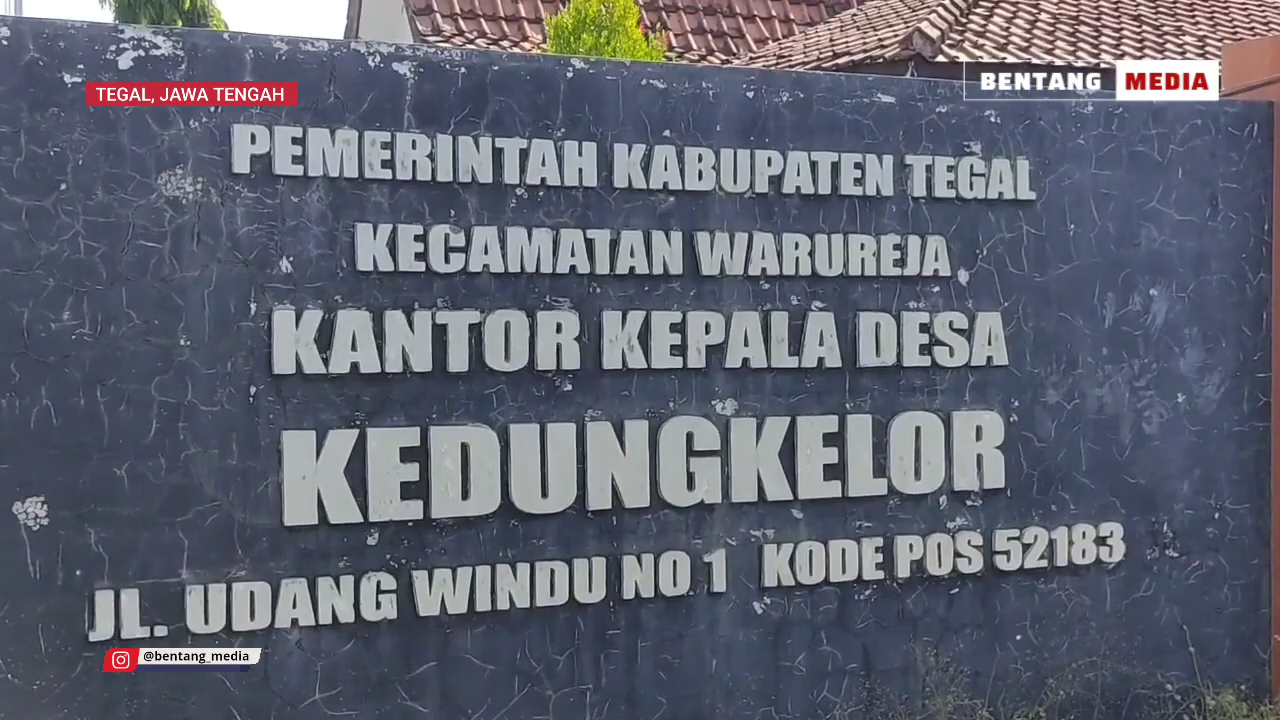 TEGAL, JAWA TENGAH
BENTANG MEDIA
PEMERINTAH KABUPATEN TEGAL
KECAMATAN WARUREJA
KANTOR KEPALA DESA
KEDUNGKELOR
JL. UDANG WINDU NO 1 KODE POS 52183
@bentang_media